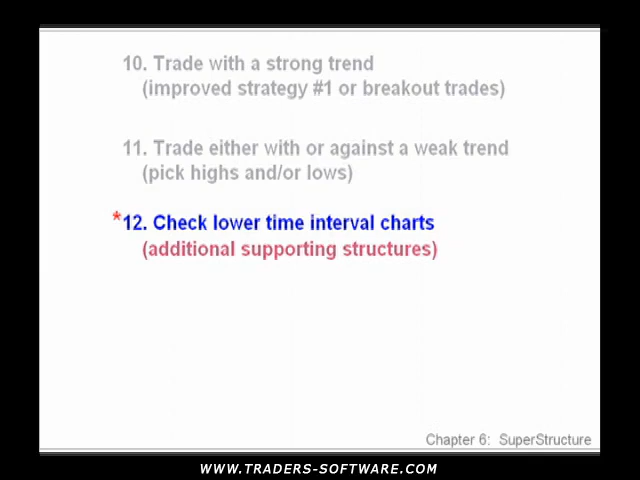 10. Trade with a strong trend
(improved strategy #1 or breakout trades)
11. Trade either with or against a weak trend
(pick highs and/or lows)
*12. Check lower time interval charts
(additional supporting structures)
Chapter 6: SuperStructure
WWW.TRADERS-SOFTWARE.COM